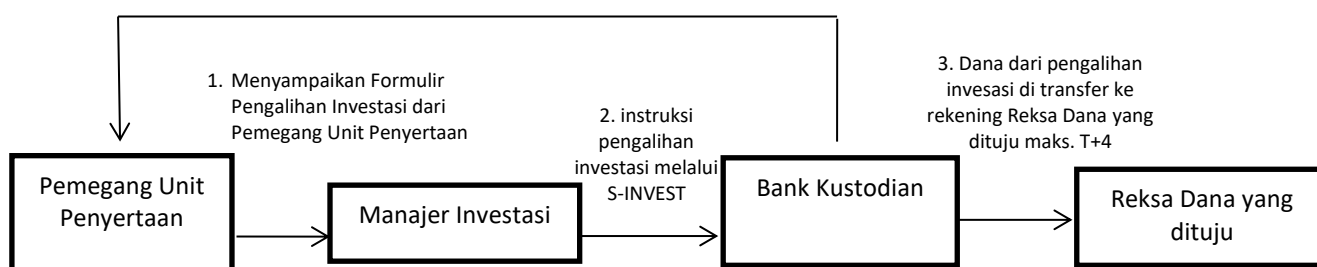 1. Menyampaikan Formulir
Pengalihan Investasi dari
Pemegang Unit Penyertaan
2. instruksi
pengalihan
investasi melalui
S-INVEST
3. Dana dari pengalihan
invesasi di transfer ke
rekening Reksa Dana yang
dituju maks. T+4
Pemegang Unit
Penyertaan
Manajer Investasi
Bank Kustodian
Reksa Dana yang
dituju